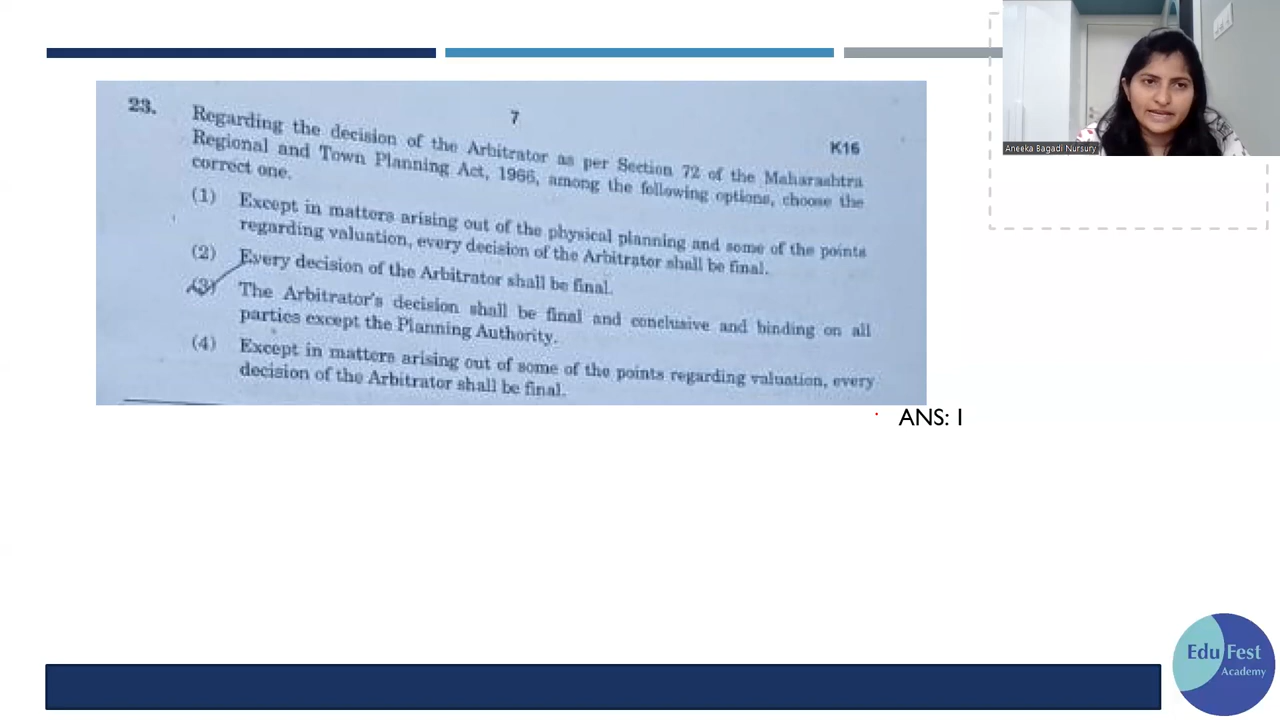 7
K16
23. Regarding the decision of the Arbitrator as per Section 72 of the Maharashtra
Regional and Town Planning Act, 1966, among the following options, choose the
correct one.
(1) Except in matters arising out of the physical planning and some of the points
regarding valuation, every decision of the Arbitrator shall be final.
(2) Every decision of the Arbitrator shall be final.
(3) The Arbitrator's decision shall be final and conclusive and binding on all
parties except the Planning Authority.
(4) Except in matters arising out of some of the points regarding valuation, every
decision of the Arbitrator shall be final.
ANS: 1
Aneeka Bagadi Nursury
Edu Fest
Academy